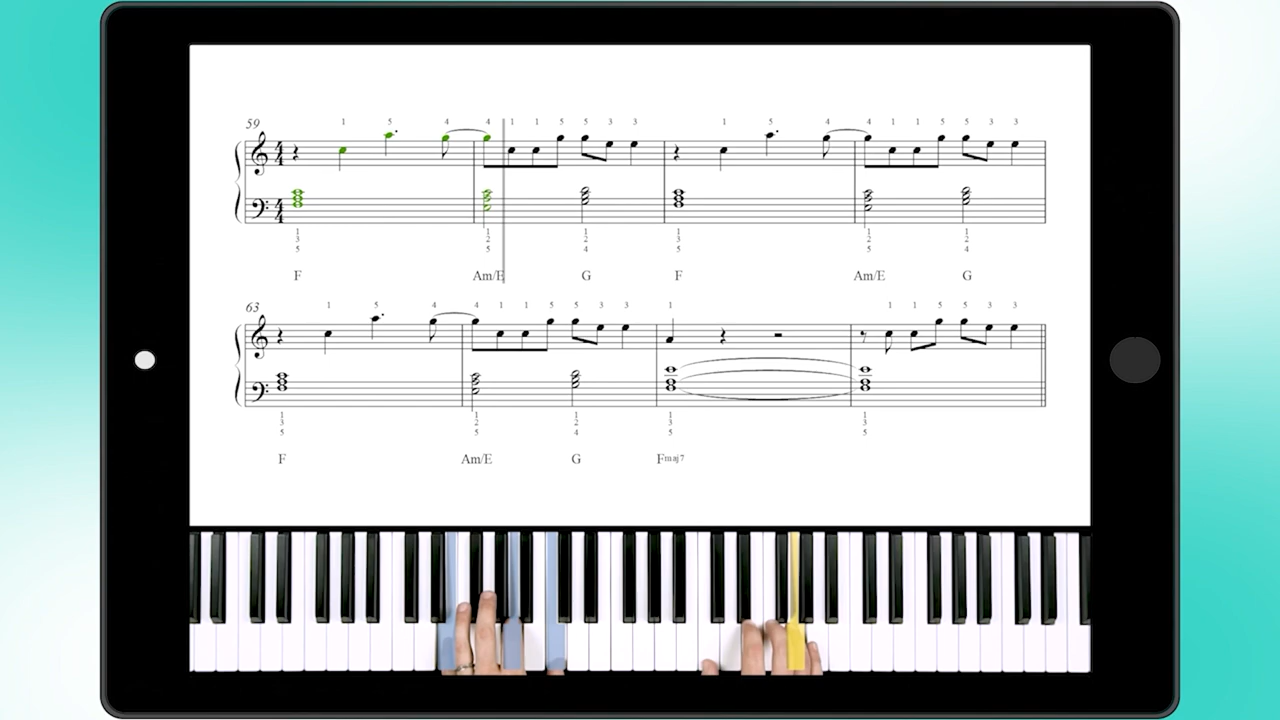 59
1 5 4 4 1 1 5 5 3 3 1 5 4 4 1 1 5 5 3 3
4 4
4 4
1 1 1 1 1 1
3 2 2 3 2 2
5 5 4 5 5 4
F Am/E G F Am/E G
63
1 5 4 4 1 1 5 5 3 3 1 1 1 5 5 3 3
1 1 1 1 1
3 2 2 3 3
5 5 4 5 5
F Am/E G Fmaj7